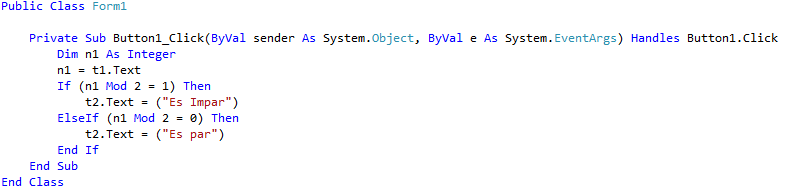 Public Class Form1
Private Sub Button1_Click(ByVal sender As System.Object, ByVal e As System.EventArgs) Handles Button1.Click
Dim n1 As Integer
n1 = t1.Text
If (n1 Mod 2 = 1) Then
t2.Text = ("Es Impar")
ElseIf (n1 Mod 2 = 0) Then
t2.Text = ("Es par")
End If
End Sub
End Class